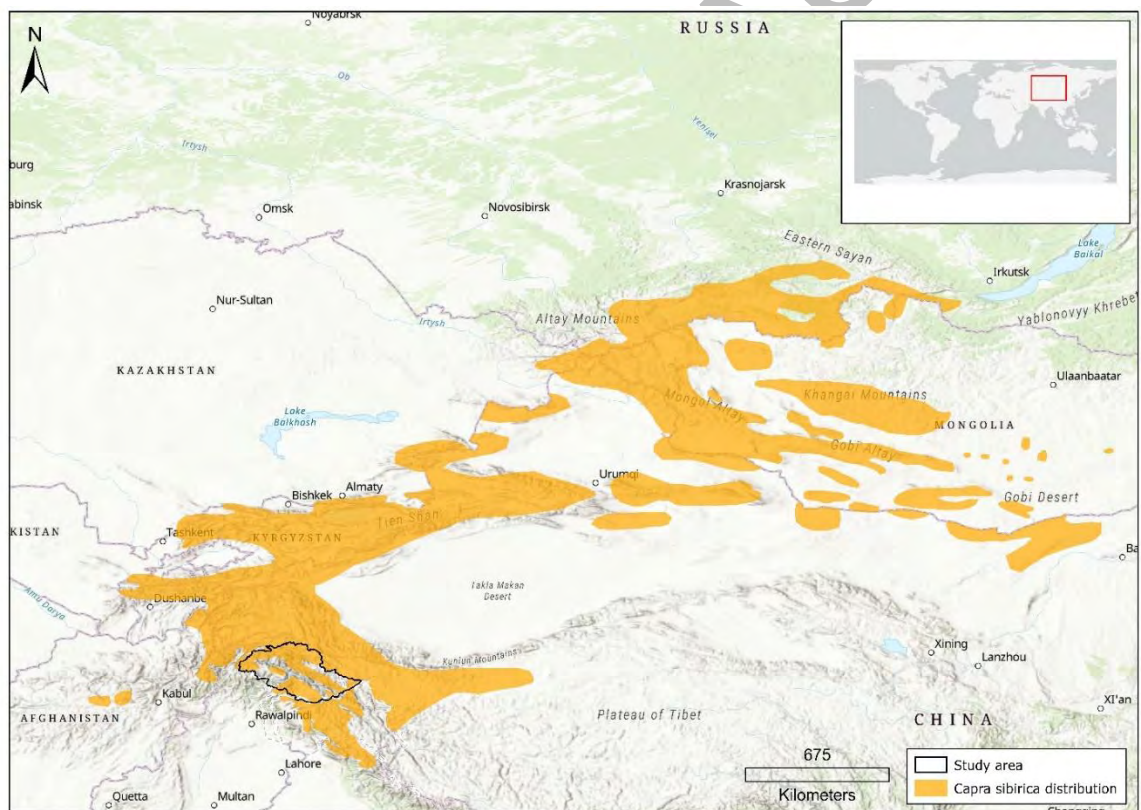 Noyabrsk
RUSSIA
N
Ob
Yenisei
burg
Irtysh
Krasnojarsk
abinsk
Omsk
Novosibirsk
Eastern Sayan
Lake
Baikal
Irkutsk
Nur-Sultan
Irtysh
Altay Mountains
Yablonovyy Khrebet
KAZAKHSTAN
Ulaanbaatar
Khangai Mountains
Mongol Altay
Lake
Balkhash
MONGOLIA
Gobi Altay
Urumqi
Almaty
Bishkek
Gobi Desert
Tien Shan
Tashkent
KYRGYZSTAN
KISTAN
Ba
Takla Makan
Desert
Amu Darya
Dushanbe
Xining
Lanzhou
Kunlun Mountains
Kabul
XI'an
AFGHANISTAN
Rawalpindi
Plateau of Tibet
CHINA
675
Kilometers
Study area
Capra sibirica distribution
Lahore
Quetta
Multan